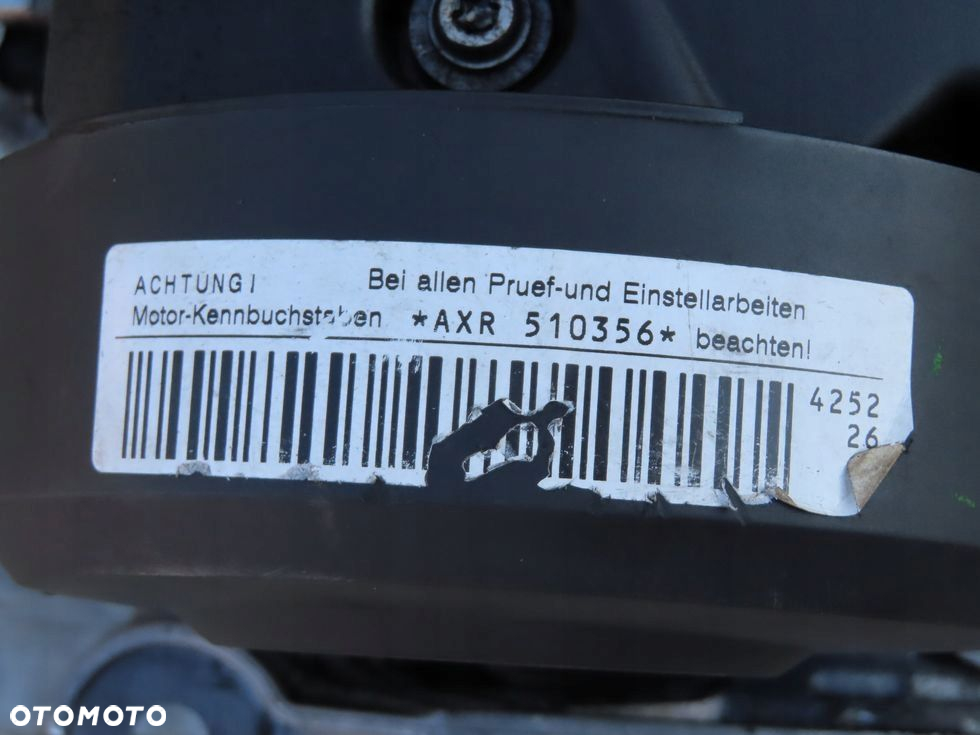 ACHTUNG! Bei allen Pruef-und Einstellarbeiten
Motor-Kennbuchstaben *AXR 510356* beachten!
4252
26
OTOMOTO